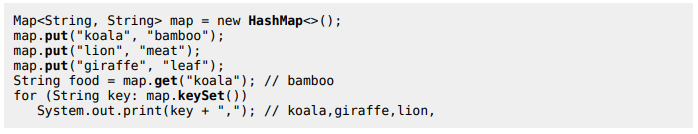 Map<String, String> map = new HashMap<>();
map.put("koala", "bamboo");
map.put("lion", "meat");
map.put("giraffe", "leaf");
String food = map.get("koala"); // bamboo
for (String key: map.keySet())
   System.out.print(key + ","); // koala,giraffe,lion,